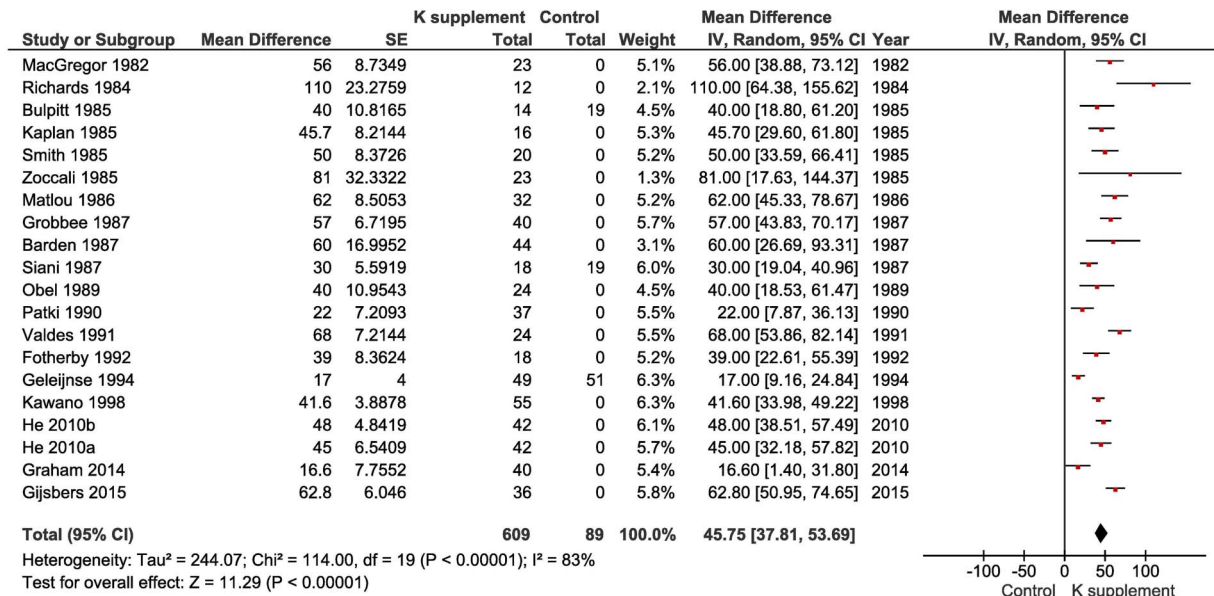 K supplement Control Mean Difference Mean Difference
Study or Subgroup Mean Difference SE Total Total Weight IV, Random, 95% CI Year IV, Random, 95% CI
MacGregor 1982 56 8.7349 23 0 5.1% 56.00 [38.88, 73.12] 1982
Richards 1984 110 23.2759 12 0 2.1% 110.00 [64.38, 155.62] 1984
Bulpitt 1985 40 10.8165 14 19 4.5% 40.00 [18.80, 61.20] 1985
Kaplan 1985 45.7 8.2144 16 0 5.3% 45.70 [29.60, 61.80] 1985
Smith 1985 50 8.3726 20 0 5.2% 50.00 [33.59, 66.41] 1985
Zoccali 1985 81 32.3322 23 0 1.3% 81.00 [17.63, 144.37] 1985
Matlou 1986 62 8.5053 32 0 5.2% 62.00 [45.33, 78.67] 1986
Grobbee 1987 57 6.7195 40 0 5.7% 57.00 [43.83, 70.17] 1987
Barden 1987 60 16.9952 44 0 3.1% 60.00 [26.69, 93.31] 1987
Siani 1987 30 5.5919 18 19 6.0% 30.00 [19.04, 40.96] 1987
Obel 1989 40 10.9543 24 0 4.5% 40.00 [18.53, 61.47] 1989
Patki 1990 22 7.2093 37 0 5.5% 22.00 [7.87, 36.13] 1990
Valdes 1991 68 7.2144 24 0 5.5% 68.00 [53.86, 82.14] 1991
Fotherby 1992 39 8.3624 18 0 5.2% 39.00 [22.61, 55.39] 1992
Geleijnse 1994 17 4 49 51 6.3% 17.00 [9.16, 24.84] 1994
Kawano 1998 41.6 3.8878 55 0 6.3% 41.60 [33.98, 49.22] 1998
He 2010b 48 4.8419 42 0 6.1% 48.00 [38.51, 57.49] 2010
He 2010a 45 6.5409 42 0 5.7% 45.00 [32.18, 57.82] 2010
Graham 2014 16.6 7.7552 40 0 5.4% 16.60 [1.40, 31.80] 2014
Gijsbers 2015 62.8 6.046 36 0 5.8% 62.80 [50.95, 74.65] 2015
Total (95% CI) 609 89 100.0% 45.75 [37.81, 53.69]
Heterogeneity: Tau² = 244.07; Chi² = 114.00, df = 19 (P < 0.00001); I² = 83%
Test for overall effect: Z = 11.29 (P < 0.00001)
-100 -50 0 50 100
Control K supplement